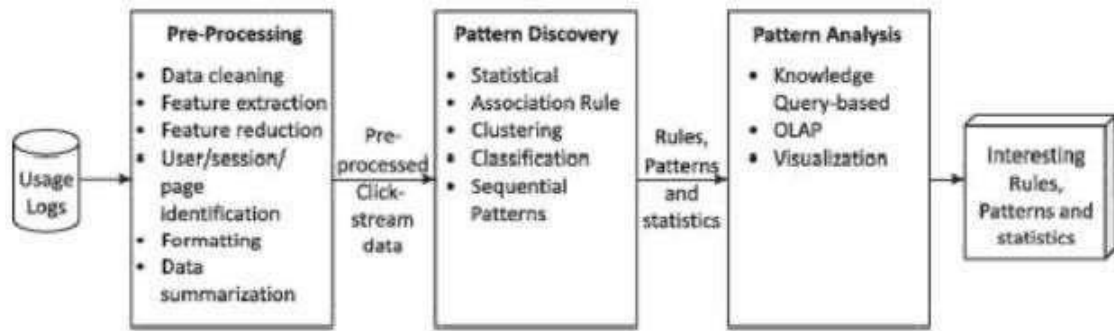 Usage
Logs
Pre-Processing
• Data cleaning
• Feature extraction
• Feature reduction
• User/session/
page
identification
• Formatting
• Data
summarization
Pre-
processed
Click-
stream
data
Pattern Discovery
• Statistical
• Association Rule
• Clustering
• Classification
• Sequential
Patterns
Rules,
Patterns
and
statistics
Pattern Analysis
• Knowledge
Query-based
• OLAP
• Visualization
Interesting
Rules,
Patterns and
statistics